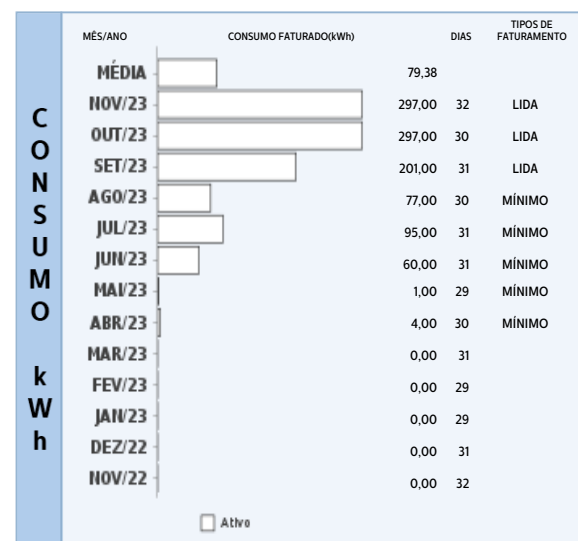 MÊS/ANO CONSUMO FATURADO(kWh) DIAS TIPOS DE FATURAMENTO
MÉDIA 79,38
NOV/23 297,00 32 LIDA
OUT/23 297,00 30 LIDA
SET/23 201,00 31 LIDA
AGO/23 77,00 30 MÍNIMO
JUL/23 95,00 31 MÍNIMO
JUN/23 60,00 31 MÍNIMO
MAI/23 1,00 29 MÍNIMO
ABR/23 4,00 30 MÍNIMO
MAR/23 0,00 31
FEV/23 0,00 29
JAN/23 0,00 29
DEZ/22 0,00 31
NOV/22 0,00 32
Ativo
CONSUMO kWh